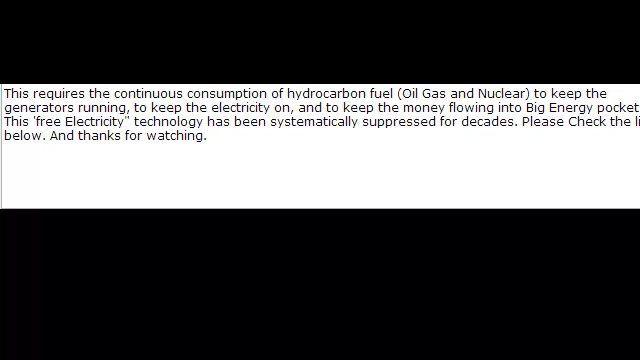 This requires the continuous consumption of hydrocarbon fuel (Oil Gas and Nuclear) to keep the
generators running, to keep the electricity on, and to keep the money flowing into Big Energy pocket
This 'free Electricity" technology has been systematically suppressed for decades. Please Check the li
below. And thanks for watching.